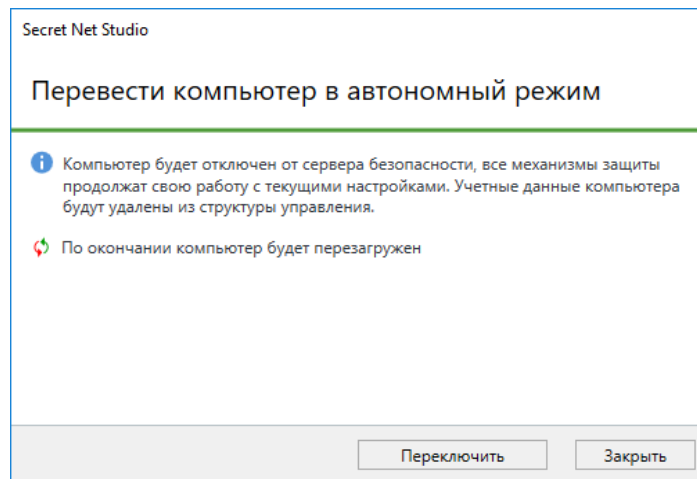 Secret Net Studio
Перевести компьютер в автономный режим
Компьютер будет отключен от сервера безопасности, все механизмы защиты
продолжат свою работу с текущими настройками. Учетные данные компьютера
будут удалены из структуры управления.
По окончании компьютер будет перезагружен
Переключить
Закрыть